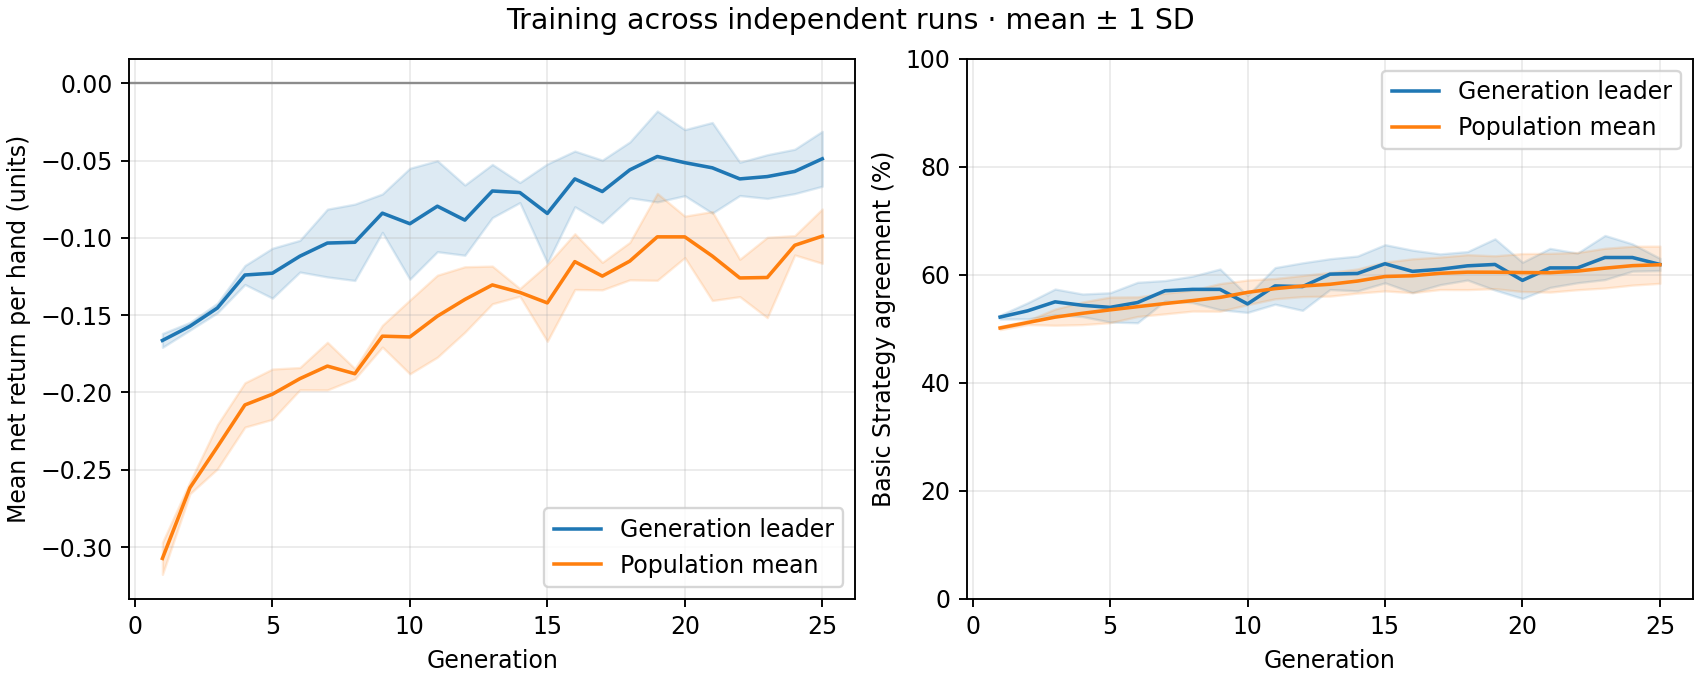 Training across independent runs · mean ± 1 SD
Mean net return per hand (units)
0.00
−0.05
−0.10
−0.15
−0.20
−0.25
−0.30
Generation leader
Population mean
0
5
10
15
20
25
Generation
Basic Strategy agreement (%)
100
80
60
40
20
0
Generation leader
Population mean
0
5
10
15
20
25
Generation